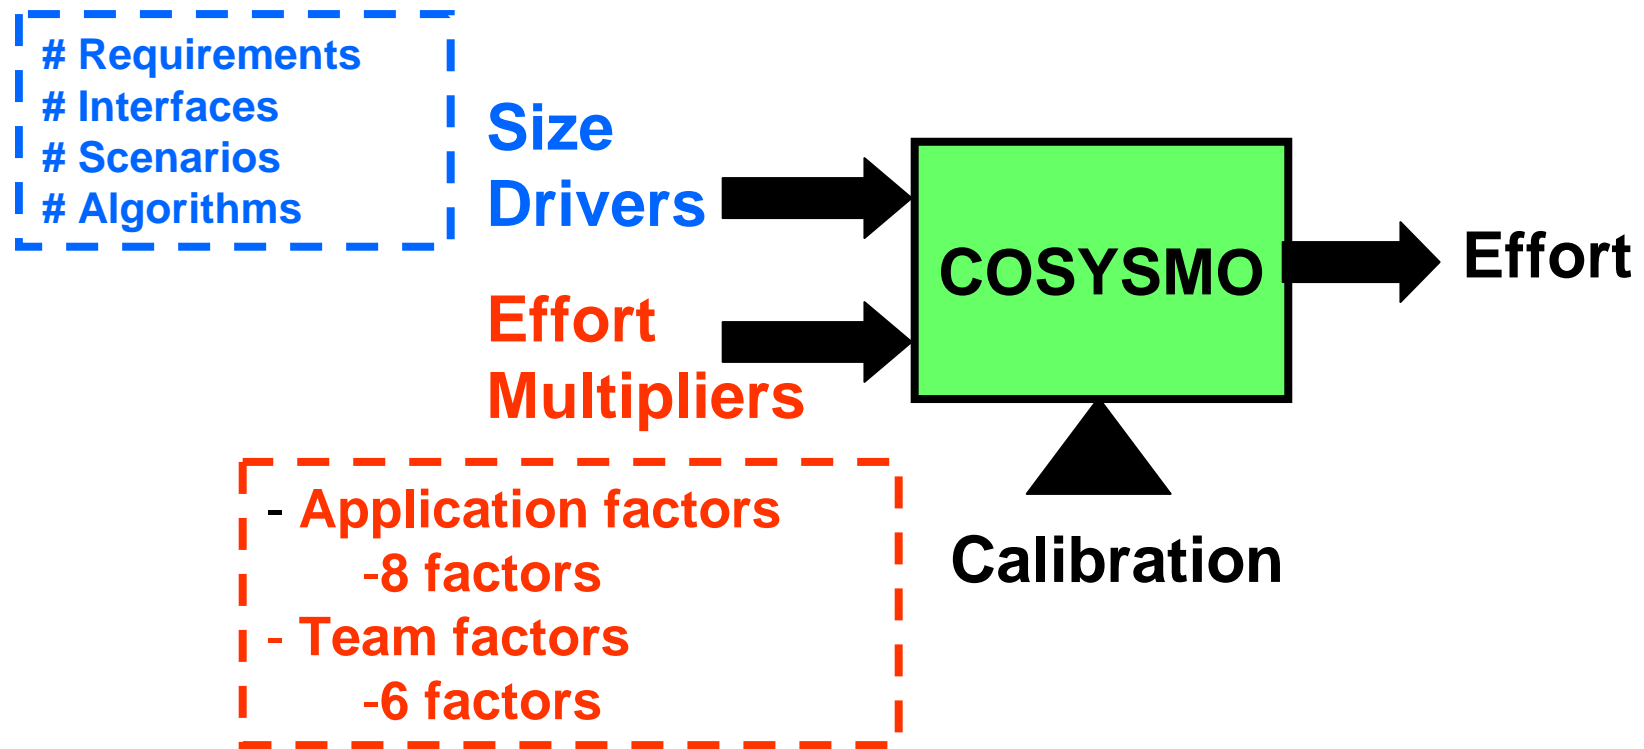 # Requirements
# Interfaces
# Scenarios
# Algorithms
Size
Drivers
Effort
Multipliers
COSYSMO
Effort
- Application factors
-8 factors
- Team factors
-6 factors
Calibration